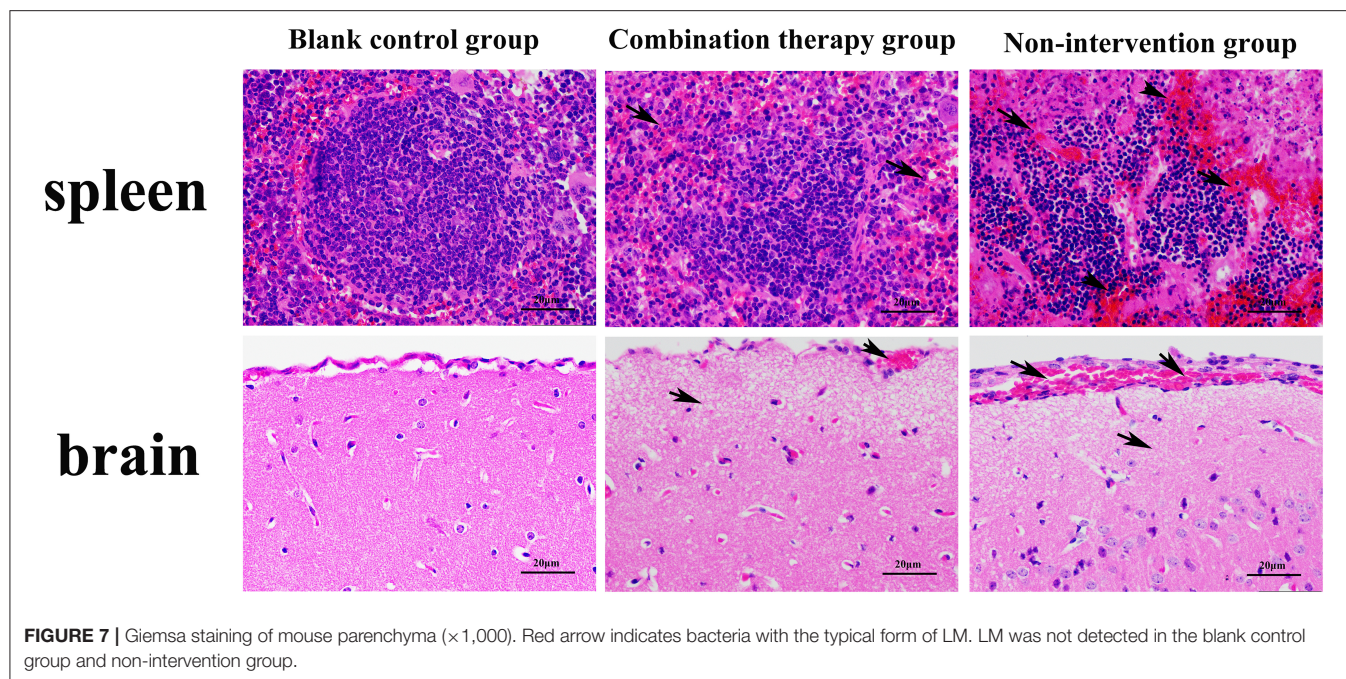 Blank control group Combination therapy group Non-intervention group
spleen
20μm 20μm 20μm
brain
20μm 20μm 20μm
FIGURE 7 | Giemsa staining of mouse parenchyma (×1,000). Red arrow indicates bacteria with the typical form of LM. LM was not detected in the blank control
group and non-intervention group.